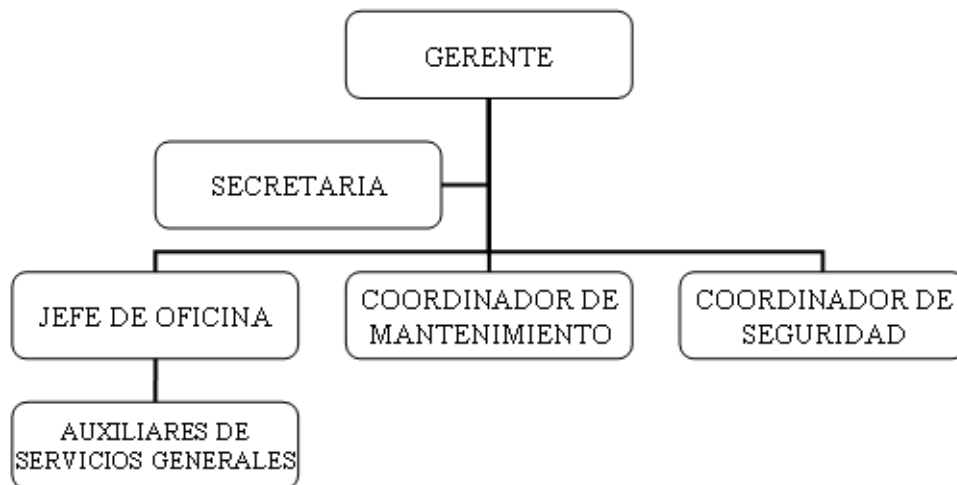 GERENTE
SECRETARIA
JEFE DE OFICINA
COORDINADOR DE
MANTENIMIENTO
COORDINADOR DE
SEGURIDAD
AUXILIARES DE
SERVICIOS GENERALES